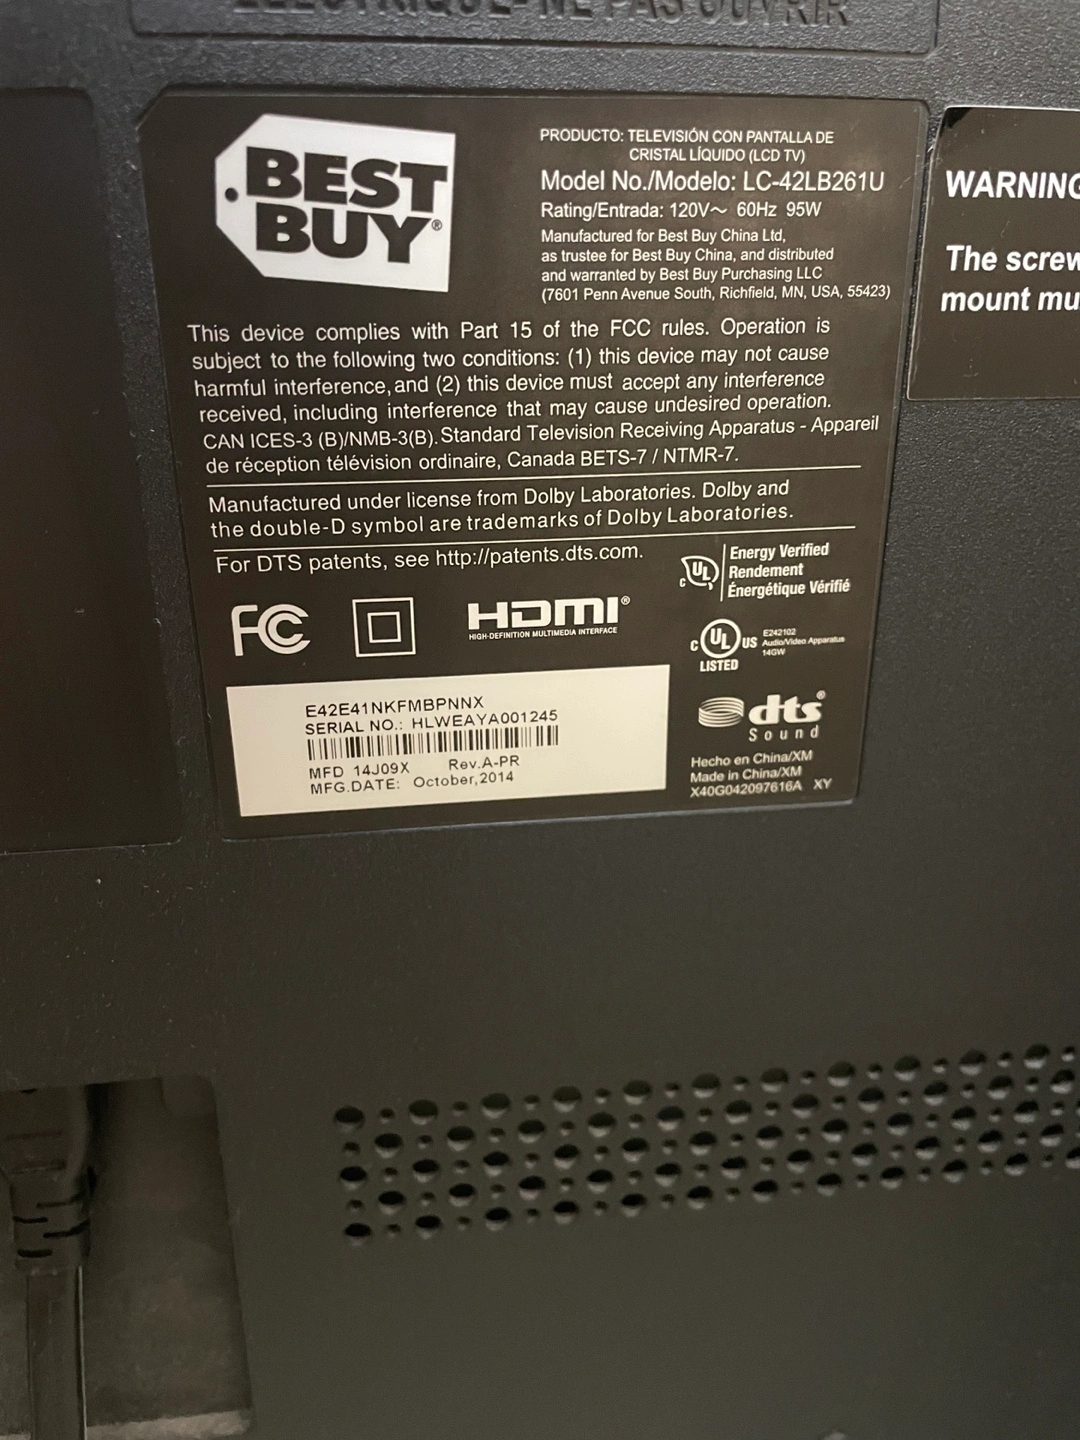 ÉLECTRIQUE- NE PAS OUVRIR
BEST
BUY®
PRODUCTO: TELEVISIÓN CON PANTALLA DE
CRISTAL LÍQUIDO (LCD TV)
Model No./Modelo: LC-42LB261U
Rating/Entrada: 120V～ 60Hz 95W
Manufactured for Best Buy China Ltd,
as trustee for Best Buy China, and distributed
and warranted by Best Buy Purchasing LLC
(7601 Penn Avenue South, Richfield, MN, USA, 55423)
This device complies with Part 15 of the FCC rules. Operation is
subject to the following two conditions: (1) this device may not cause
harmful interference, and (2) this device must accept any interference
received, including interference that may cause undesired operation.
CAN ICES-3 (B)/NMB-3(B). Standard Television Receiving Apparatus - Appareil
de réception télévision ordinaire, Canada BETS-7 / NTMR-7.
Manufactured under license from Dolby Laboratories. Dolby and
the double-D symbol are trademarks of Dolby Laboratories.
For DTS patents, see http://patents.dts.com.
c UL
Energy Verified
Rendement
Énergétique Vérifié
FC
HDMI®
HIGH-DEFINITION MULTIMEDIA INTERFACE
c UL US
LISTED
E242102
Audio/Video Apparatus
14GW
E42E41NKFMBPNNX
SERIAL NO.: HLWEAYA001245
MFD 14J09X Rev.A-PR
MFG.DATE: October,2014
dts®
Sound
Hecho en China/XM
Made in China/XM
X40G042097616A XY
WARNING
The screw
mount mu